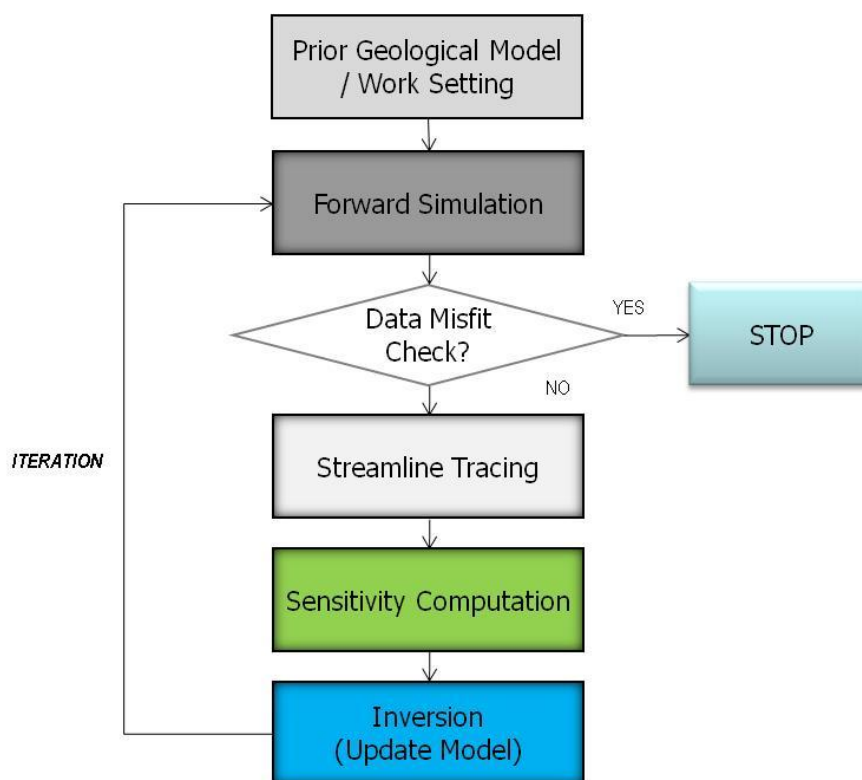 Prior Geological Model
/ Work Setting
Forward Simulation
Data Misfit
Check?
YES
STOP
NO
Streamline Tracing
ITERATION
Sensitivity Computation
Inversion
(Update Model)